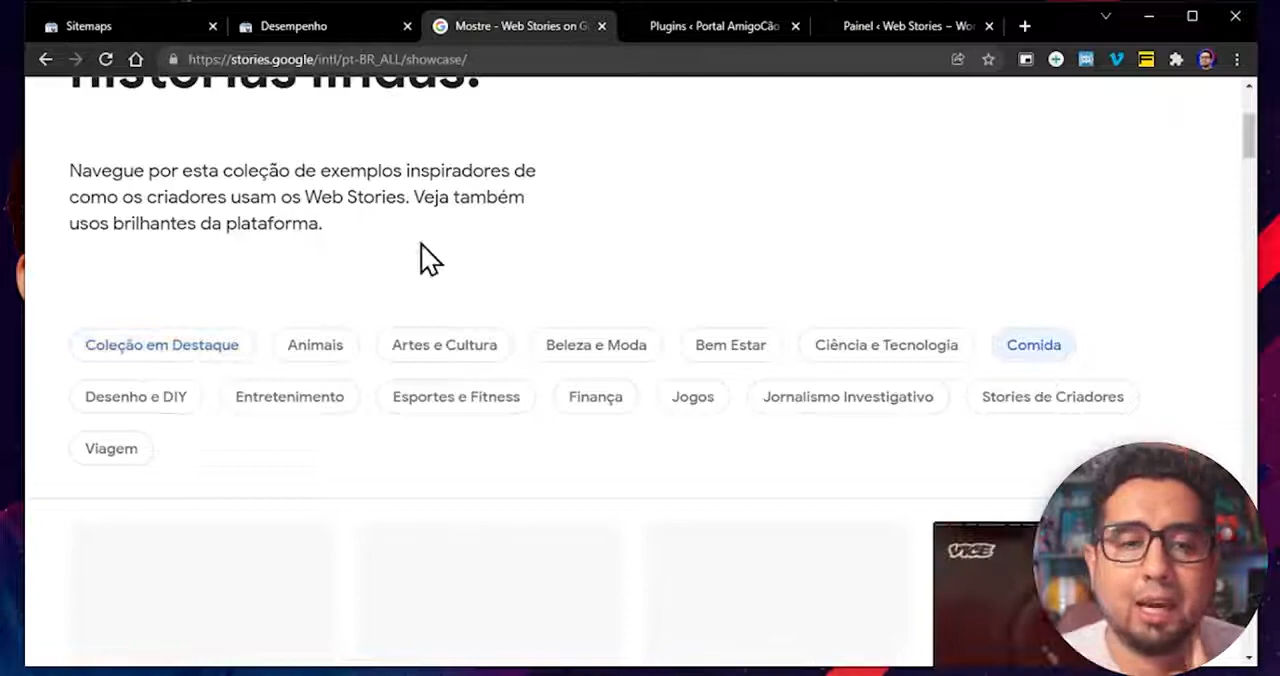 Sitemaps
Desempenho
Mostre - Web Stories on G
Plugins ‹ Portal AmigoCão
Painel ‹ Web Stories – Wor
https://stories.google/intl/pt-BR_ALL/showcase/
histórias lindas.
Navegue por esta coleção de exemplos inspiradores de
como os criadores usam os Web Stories. Veja também
usos brilhantes da plataforma.
Coleção em Destaque Animais Artes e Cultura Beleza e Moda Bem Estar Ciência e Tecnologia Comida
Desenho e DIY Entretenimento Esportes e Fitness Finança Jogos Jornalismo Investigativo Stories de Criadores
Viagem
VICE